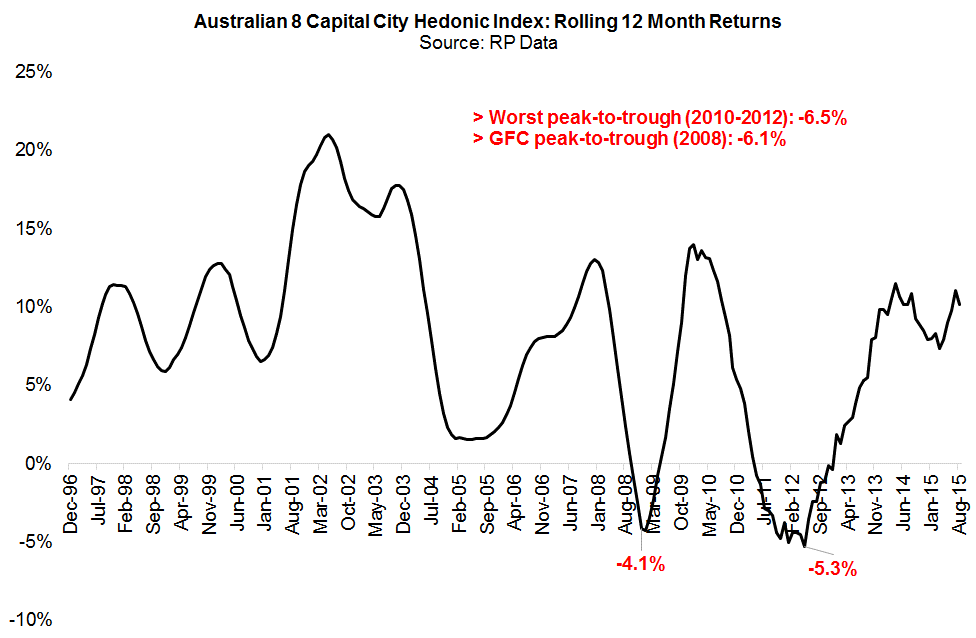 Australian 8 Capital City Hedonic Index: Rolling 12 Month Returns
Source: RP Data
25%
> Worst peak-to-trough (2010-2012): -6.5%
> GFC peak-to-trough (2008): -6.1%
20%
15%
10%
5%
0%
Dec-96
Jul-97
Feb-98
Sep-98
Apr-99
Nov-99
Jun-00
Jan-01
Aug-01
Mar-02
Oct-02
May-03
Dec-03
Jul-04
Feb-05
Sep-05
Apr-06
Nov-06
Jun-07
Jan-08
Aug-08
Mar-09
Oct-09
May-10
Dec-10
Jul-11
Feb-12
Sep-12
Apr-13
Nov-13
Jun-14
Jan-15
Aug-15
-5%
-4.1%
-5.3%
-10%